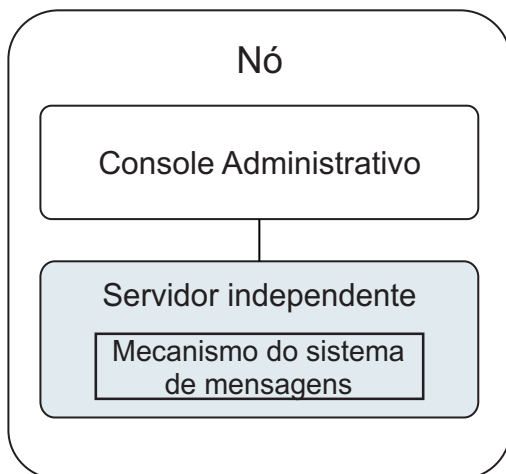 Nó
Console Administrativo
Servidor independente
Mecanismo do sistema
de mensagens